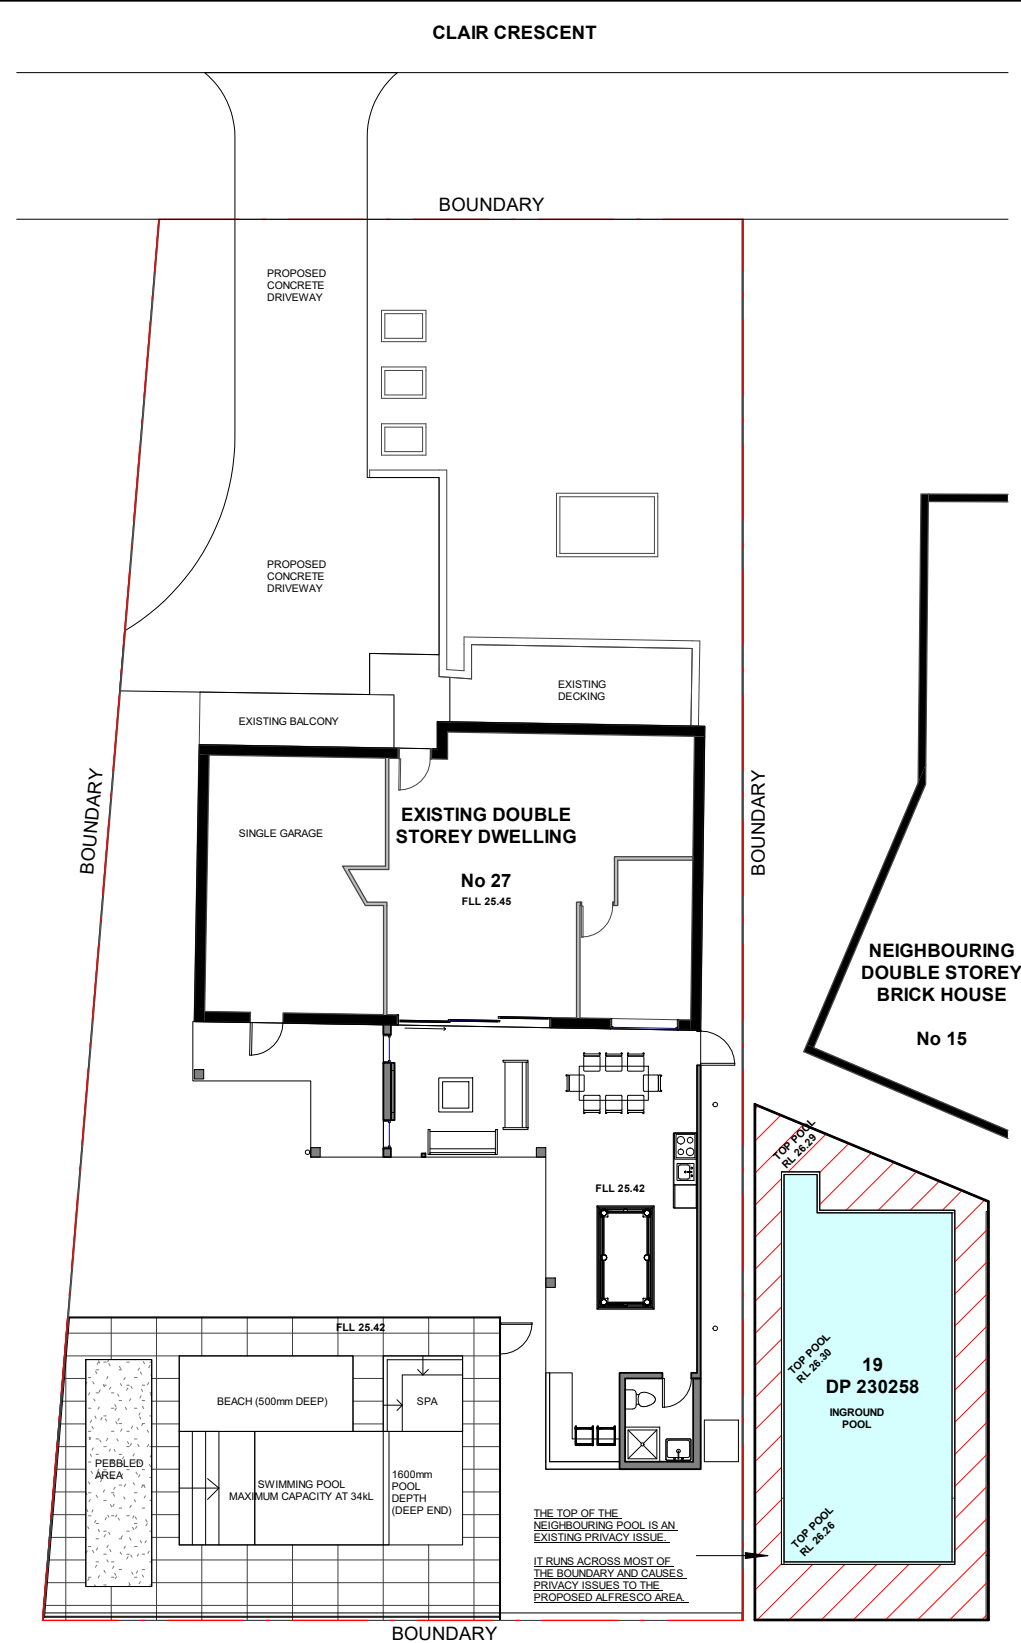 CLAIR CRESCENT
BOUNDARY
PROPOSED
CONCRETE
DRIVEWAY
PROPOSED
CONCRETE
DRIVEWAY
EXISTING
DECKING
EXISTING BALCONY
BOUNDARY
BOUNDARY
SINGLE GARAGE
EXISTING DOUBLE
STOREY DWELLING
No 27
FLL 25.45
NEIGHBOURING
DOUBLE STOREY
BRICK HOUSE
No 15
TOP POOL
RL 26.29
FLL 25.42
FLL 25.42
TOP POOL
RL 26.30
19
DP 230258
INGROUND
POOL
BEACH (500mm DEEP)
SPA
PEBBLED
AREA
SWIMMING POOL
MAXIMUM CAPACITY AT 34kL
1600mm
POOL
DEPTH
(DEEP END)
TOP POOL
RL 26.26
THE TOP OF THE
NEIGHBOURING POOL IS AN
EXISTING PRIVACY ISSUE.
IT RUNS ACROSS MOST OF
THE BOUNDARY AND CAUSES
PRIVACY ISSUES TO THE
PROPOSED ALFRESCO AREA.
BOUNDARY